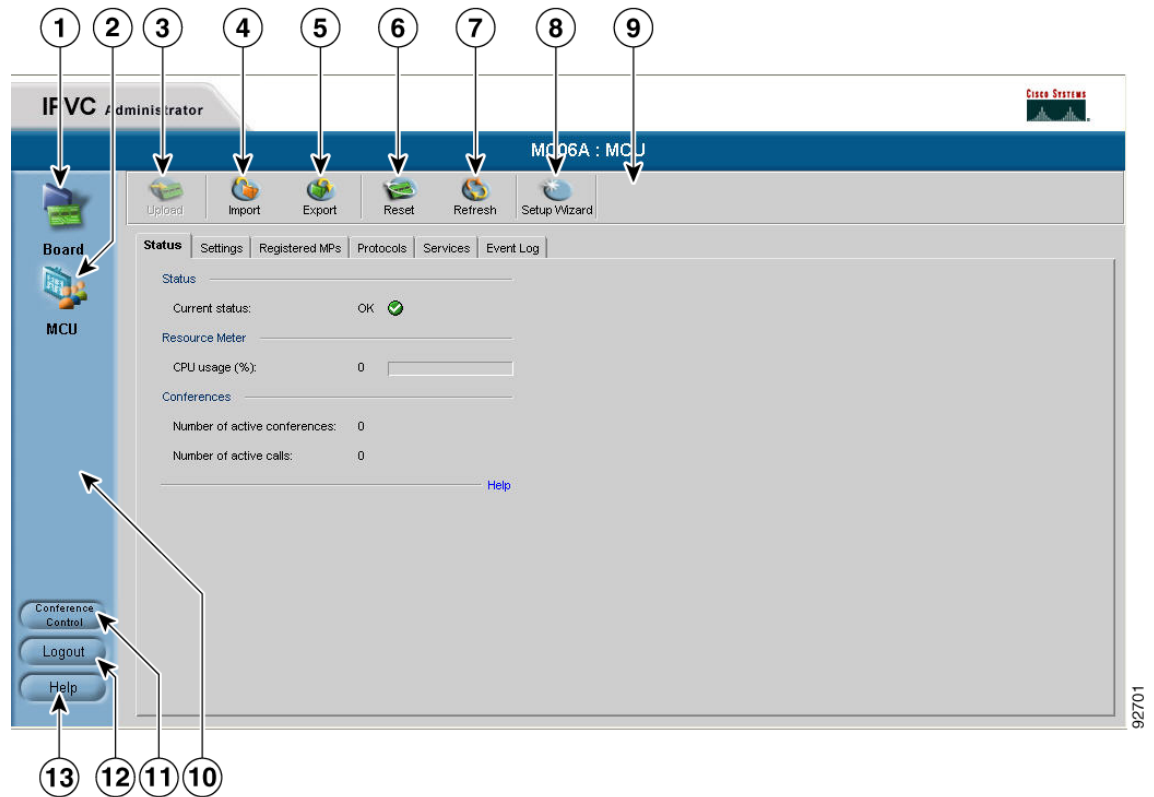 1 2 3 4 5 6 7 8 9
IPVC Administrator
CISCO SYSTEMS
MC06A : MCU
Upload Import Export Reset Refresh Setup Wizard
Board
MCU
Status Settings Registered MPs Protocols Services Event Log
Status
Current status: OK
Resource Meter
CPU usage (%): 0
Conferences
Number of active conferences: 0
Number of active calls: 0
Help
Conference
Control
Logout
Help
92701
13 12 11 10